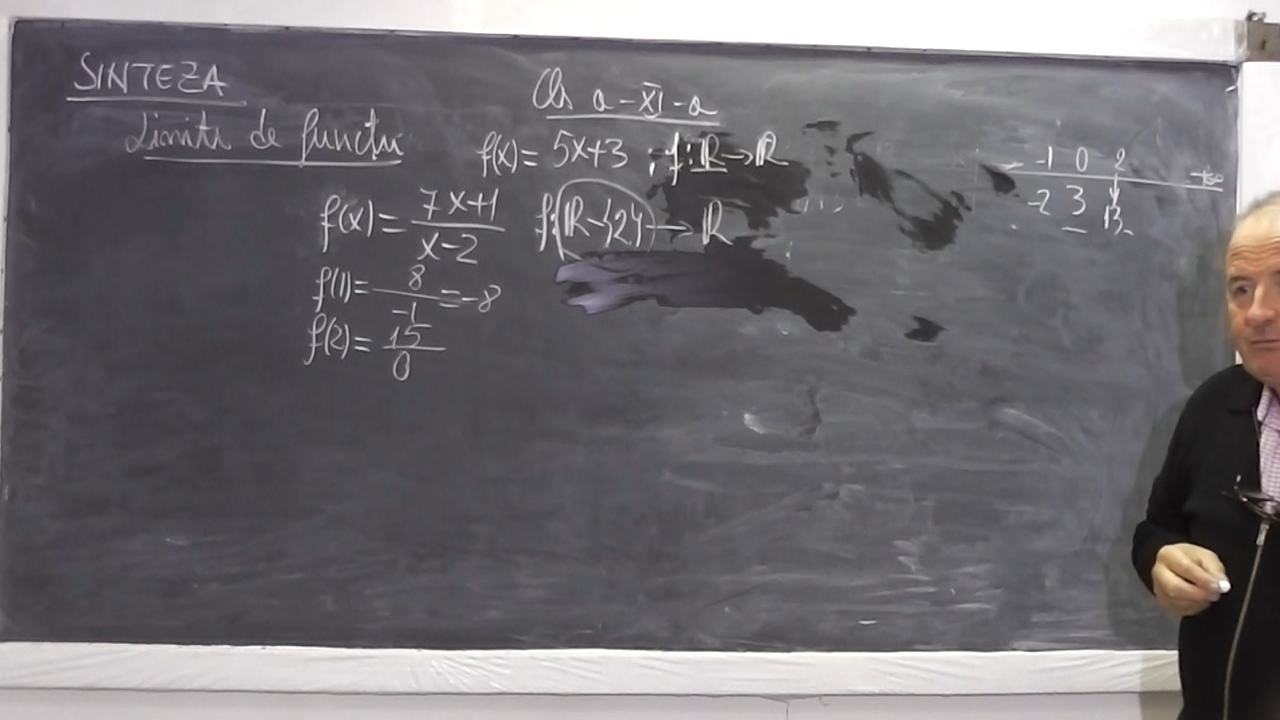 SINTEZA
Cls a-XI-a
Limite de funcții
f(x) = 5x+3 ; f: ℝ→ℝ
-1 0 2 +∞
-2 3 13
f(x) = (7x+1)/(x-2) f: ℝ-{2} → ℝ
f(1) = 8/-1 = -8
f(2) = 15/0